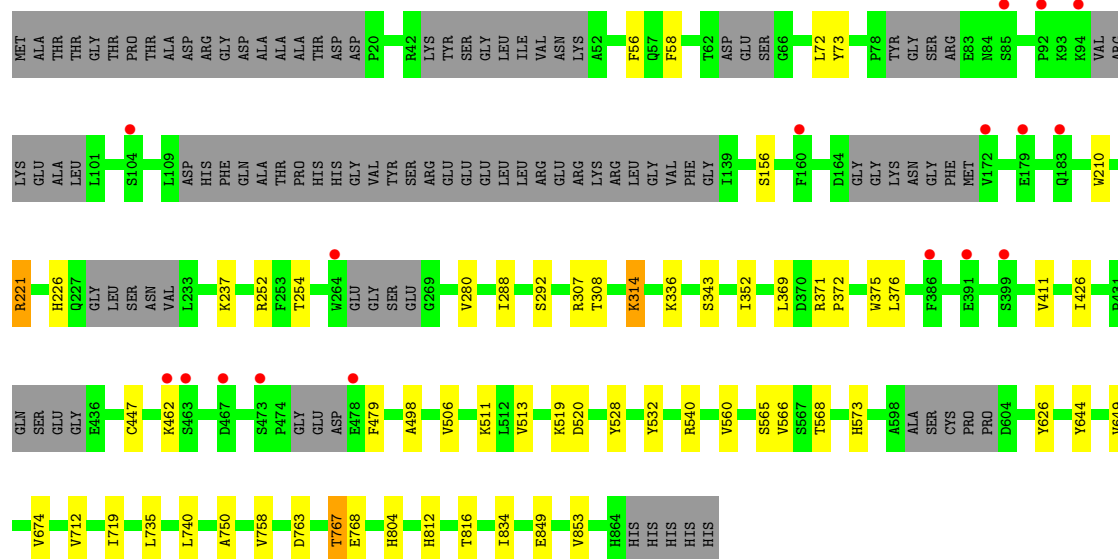 MET ALA THR THR GLY THR PRO THR ALA ASP ARG GLY ASP ALA ALA ALA THR ASP ASP P20 R42 LYS TYR SER GLY LEU ILE VAL ASN LYS A52 F56 Q57 F58 T62 ASP GLU SER G66 L72 Y73 P78 TYR GLY SER ARG E83 N84 S85 P92 K93 K94 VAL ARG
LYS GLU ALA LEU L101 S104 L109 ASP HIS PHE GLN ALA THR PRO HIS HIS GLY VAL TYR SER ARG GLU GLU GLU LEU LEU ARG GLU ARG LYS ARG LEU GLY VAL PHE GLY I139 S156 F160 D164 GLY GLY LYS ASN GLY PHE MET V172 E179 Q183 W210
R221 H226 Q227 GLY LEU SER ASN VAL L233 K237 R252 F253 T254 W264 GLU GLY SER GLU G269 V280 I288 S292 R307 T308 K314 K336 S343 I352 L369 D370 R371 P372 W375 L376 F386 E391 S399 V411 I426
GLN SER GLU GLY E436 C447 K462 S463 D467 S473 P474 GLY GLU ASP E478 F479 A498 V506 K511 L512 V513 K519 D520 Y528 Y532 R540 V560 S565 V566 S567 T568 H573 A598 ALA SER CYS PRO PRO D604 Y626 Y644
V674 V712 I719 L735 L740 A750 V758 D763 T767 E768 H804 H812 T816 I834 E849 V853 H864 HIS HIS HIS HIS HIS